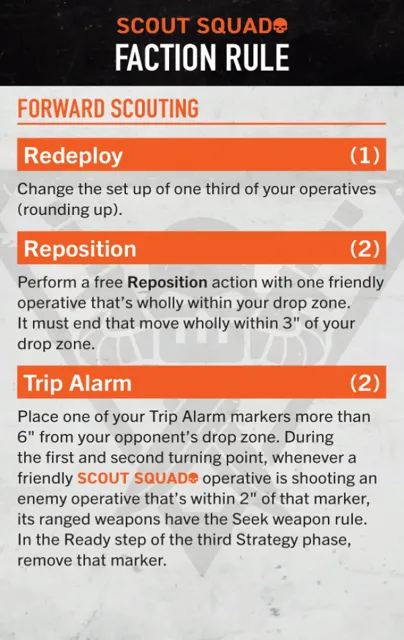 SCOUT SQUAD
FACTION RULE
FORWARD SCOUTING
Redeploy (1)
Change the set up of one third of your operatives
(rounding up).
Reposition (2)
Perform a free Reposition action with one friendly
operative that's wholly within your drop zone.
It must end that move wholly within 3" of your
drop zone.
Trip Alarm (2)
Place one of your Trip Alarm markers more than
6" from your opponent's drop zone. During
the first and second turning point, whenever a
friendly SCOUT SQUAD operative is shooting an
enemy operative that's within 2" of that marker,
its ranged weapons have the Seek weapon rule.
In the Ready step of the third Strategy phase,
remove that marker.